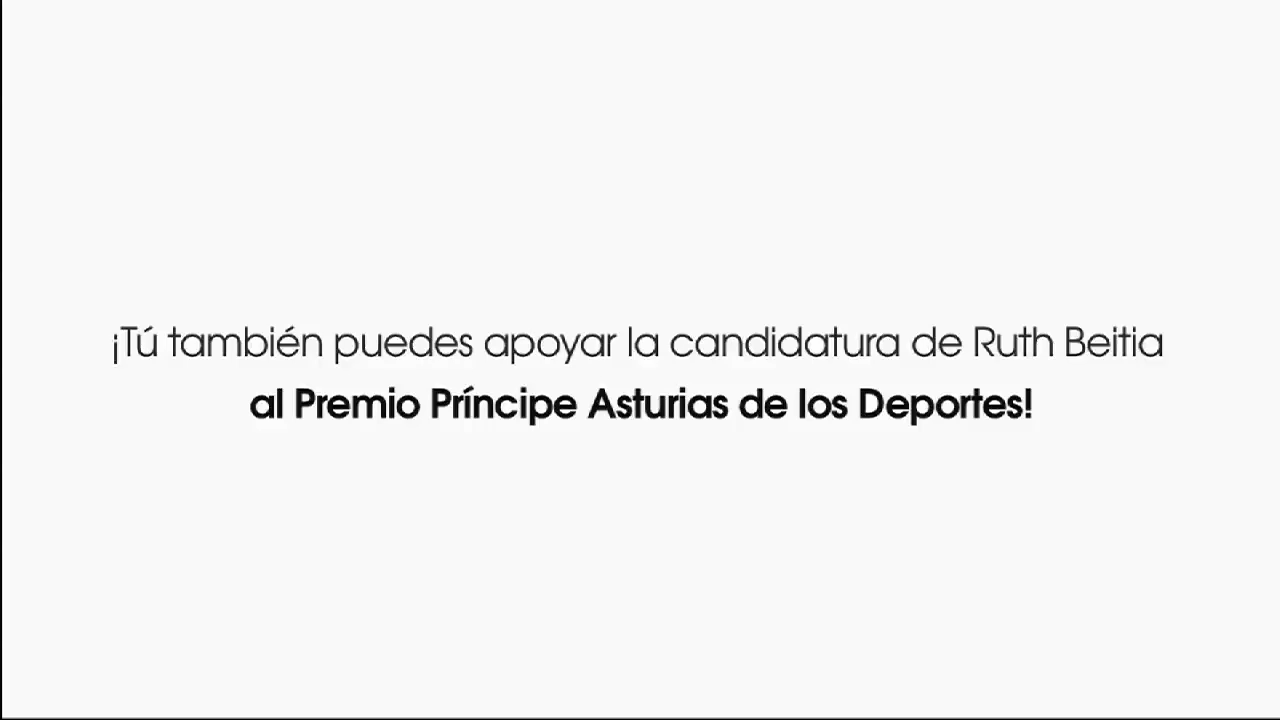 ¡Tú también puedes apoyar la candidatura de Ruth Beitia
al Premio Príncipe Asturias de los Deportes!